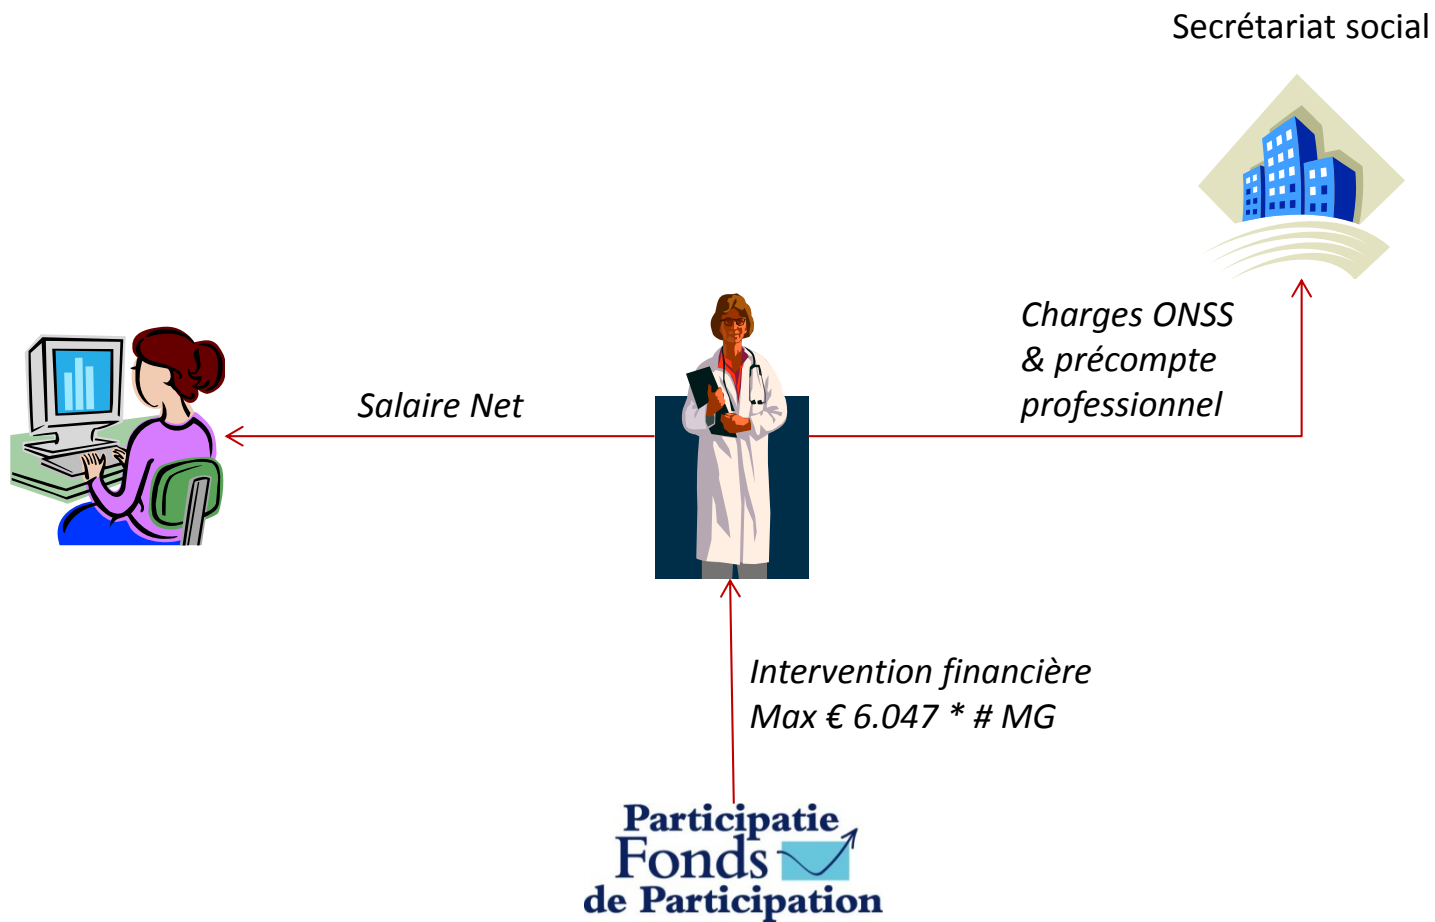 Secrétariat social
Charges ONSS
& précompte
professionnel
Salaire Net
Intervention financière
Max € 6.047 * # MG
Participatie
Fonds
de Participation